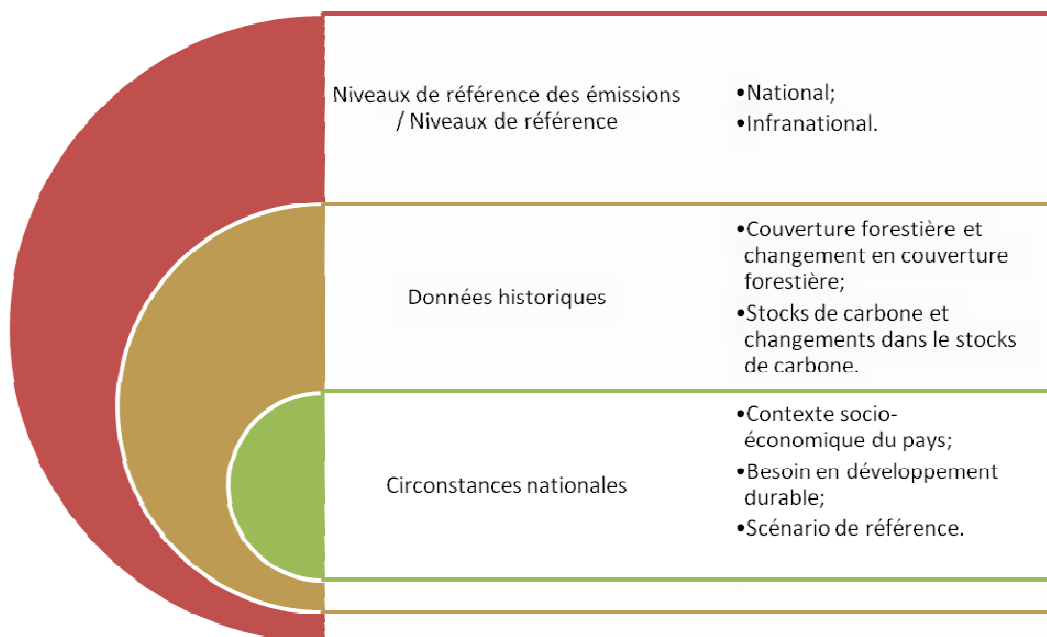 Niveaux de référence des émissions
/ Niveaux de référence
•National;
•Infranational.
Données historiques
•Couverture forestière et
changement en couverture
forestière;
•Stocks de carbone et
changements dans le stocks
de carbone.
Circonstances nationales
•Contexte socio-
économique du pays;
•Besoin en développement
durable;
•Scénario de référence.